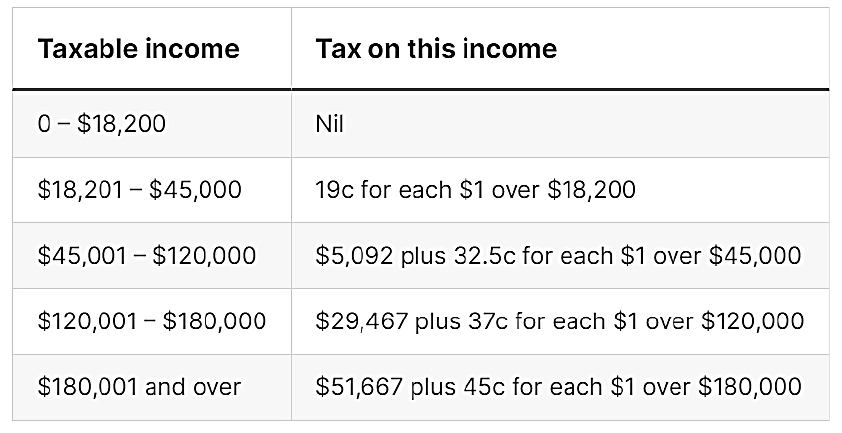 Taxable income Tax on this income
0 – $18,200 Nil
$18,201 – $45,000 19c for each $1 over $18,200
$45,001 – $120,000 $5,092 plus 32.5c for each $1 over $45,000
$120,001 – $180,000 $29,467 plus 37c for each $1 over $120,000
$180,001 and over $51,667 plus 45c for each $1 over $180,000